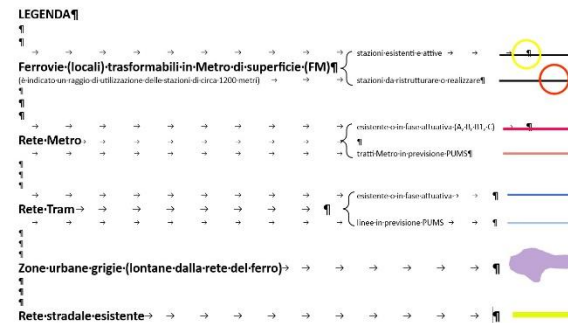 LEGENDA¶
¶
¶
→ → → → → → → → → stazioni·esistenti·e·attive → → → ¶
Ferrovie·(locali)·trasformabili·in·Metro·di·superficie·(FM)¶
(è·indicato·un·raggio·di·utilizzazione·delle·stazioni·di·circa·1200·metri) → → → stazioni·da·ristrutturare·o·realizzare¶
¶
¶
¶
→ → → → → → → → → esistente·o·in·fase·attuativa·(A,·B,·B1,·C) → ¶
Rete·Metro→ → → → → → → → ¶
→ → → → → → → → → tratti·Metro·in·previsione·PUMS¶
¶
¶
¶
→ → → → → → → → → esistente·o·in·fase·attuativa→ → → ¶
Rete·Tram→ → → → → → → ¶
→ → → → → → → → → linee·in·previsione·PUMS → → ¶
¶
¶
¶
Zone·urbane·grigie·(lontane·dalla·rete·del·ferro)→ → → → → → → ¶
¶
¶
¶
Rete·stradale·esistente→ → → → → → → → → → → ¶